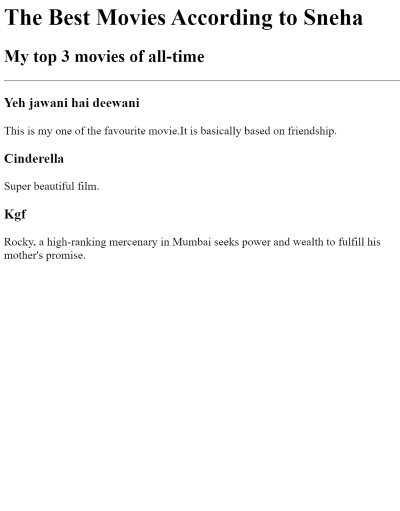 The Best Movies According to Sneha
My top 3 movies of all-time
Yeh jawani hai deewani
This is my one of the favourite movie.It is basically based on friendship.
Cinderella
Super beautiful film.
Kgf
Rocky, a high-ranking mercenary in Mumbai seeks power and wealth to fulfill his
mother's promise.